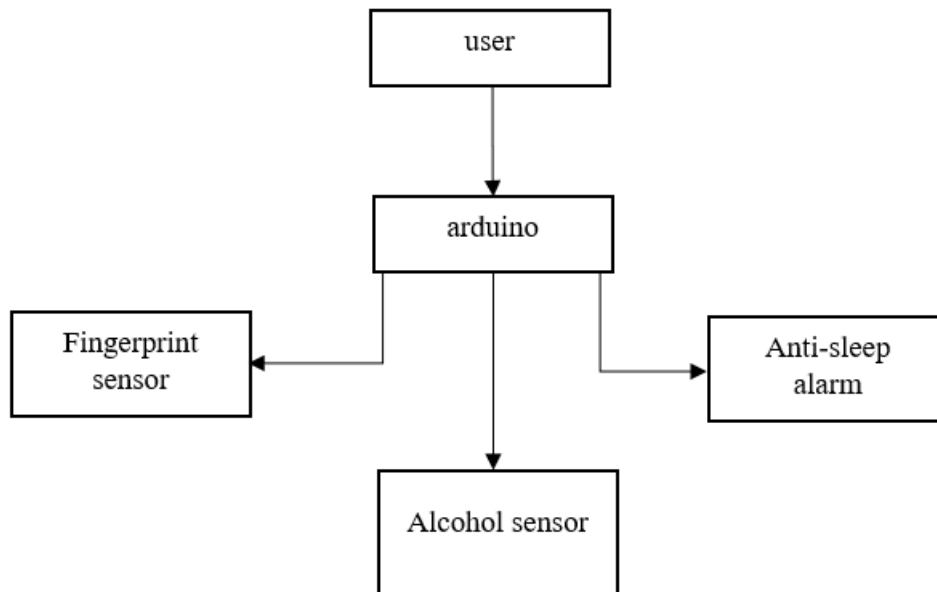 user
arduino
Fingerprint
sensor
Anti-sleep
alarm
Alcohol sensor